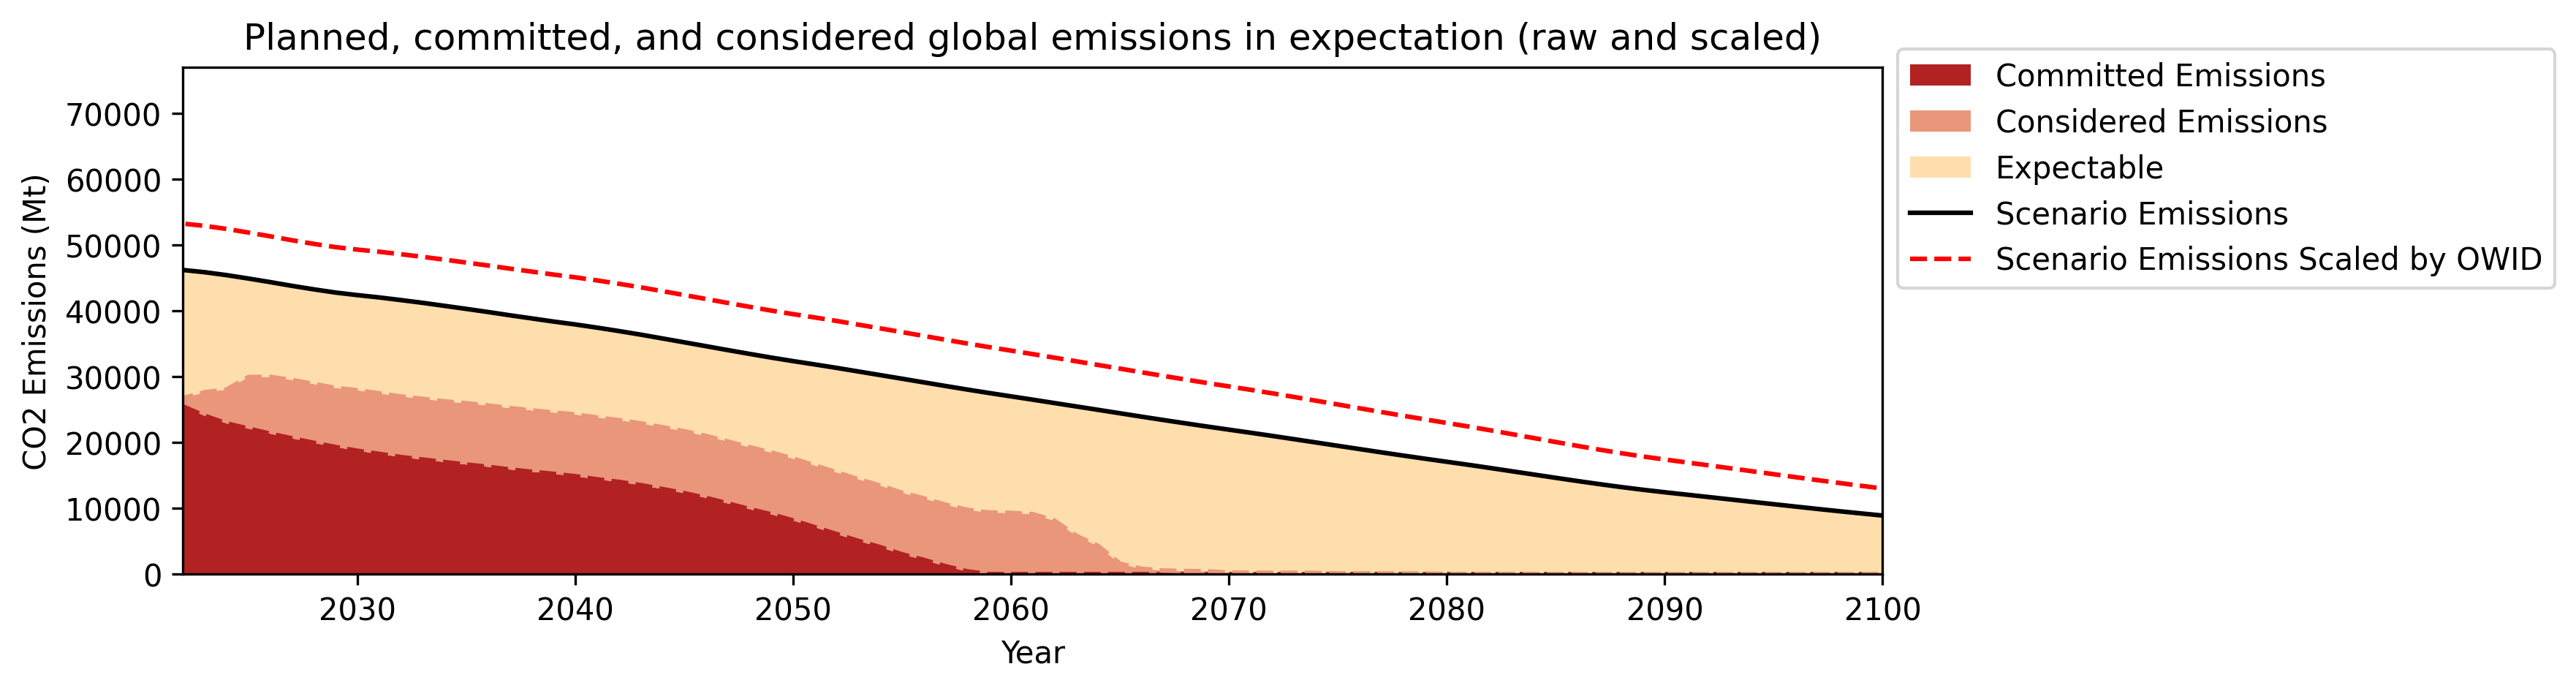 Planned, committed, and considered global emissions in expectation (raw and scaled)
Committed Emissions
Considered Emissions
Expectable
Scenario Emissions
Scenario Emissions Scaled by OWID
CO2 Emissions (Mt)
70000
60000
50000
40000
30000
20000
10000
0
2030 2040 2050 2060 2070 2080 2090 2100
Year